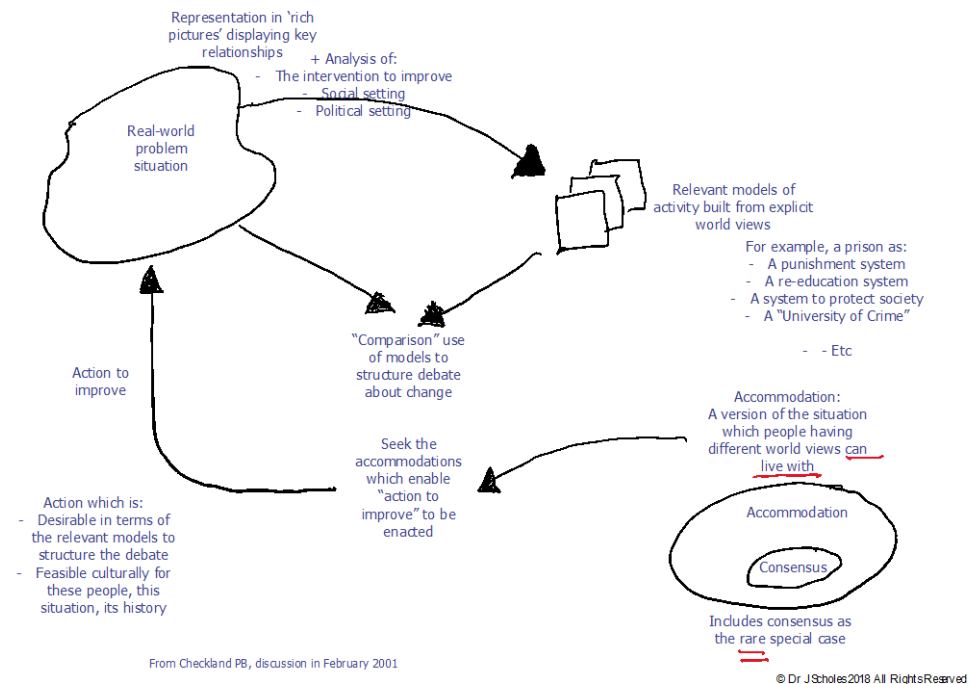 Representation in ‘rich
pictures’ displaying key
relationships
+ Analysis of:
- The intervention to improve
- Social setting
- Political setting
Real-world
problem
situation
Relevant models of
activity built from explicit
world views
For example, a prison as:
- A punishment system
- A re-education system
- A system to protect society
- A “University of Crime”
- - Etc
“Comparison” use
of models to
structure debate
about change
Action to
improve
Accommodation:
A version of the situation
which people having
different world views can
live with
Seek the
accommodations
which enable
“action to
improve” to be
enacted
Action which is:
- Desirable in terms of
the relevant models to
structure the debate
- Feasible culturally for
these people, this
situation, its history
Accommodation
Consensus
Includes consensus as
the rare special case
From Checkland PB, discussion in February 2001
© Dr J Scholes 2018 All Rights Reserved